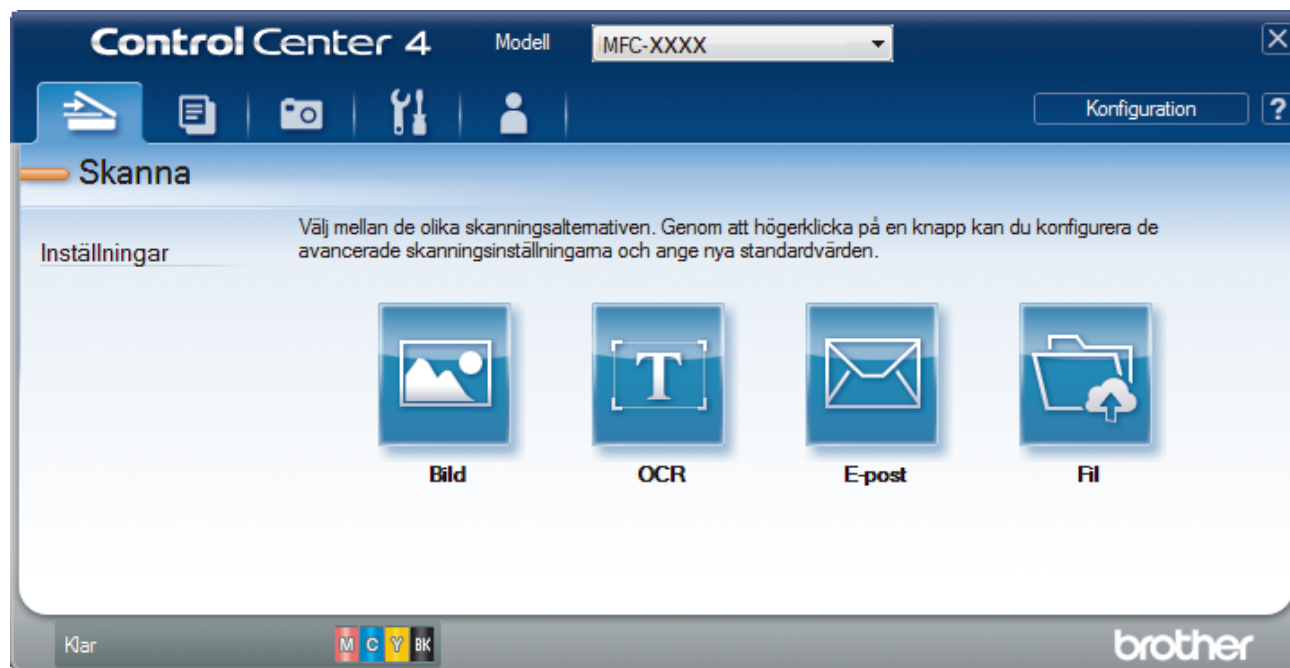 ControlCenter 4 Modell MFC-XXXX
Konfiguration ?
Skanna
Inställningar
Välj mellan de olika skanningsalternativen. Genom att högerklicka på en knapp kan du konfigurera de
avancerade skanningsinställningarna och ange nya standardvärden.
T
Bild OCR E-post Fil
Klar M C Y BK brother